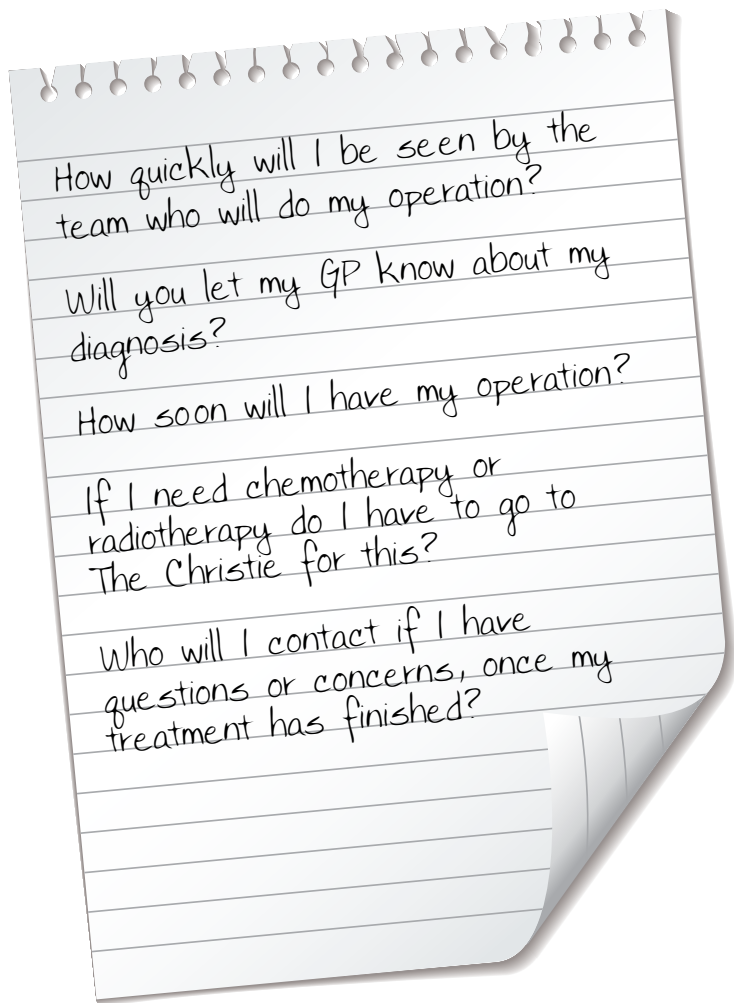 How quickly will I be seen by the
team who will do my operation?
Will you let my GP know about my
diagnosis?
How soon will I have my operation?
If I need chemotherapy or
radiotherapy do I have to go to
The Christie for this?
Who will I contact if I have
questions or concerns, once my
treatment has finished?